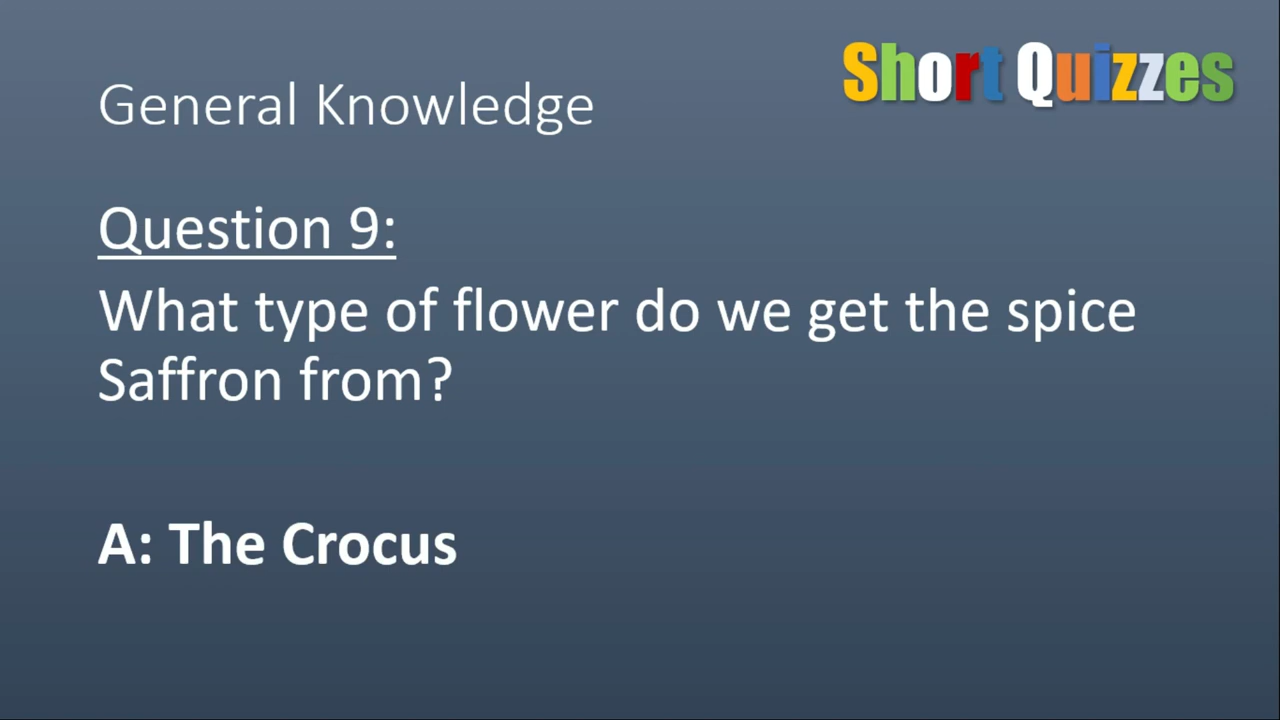 Short Quizzes
General Knowledge
Question 9:
What type of flower do we get the spice
Saffron from?
A: The Crocus